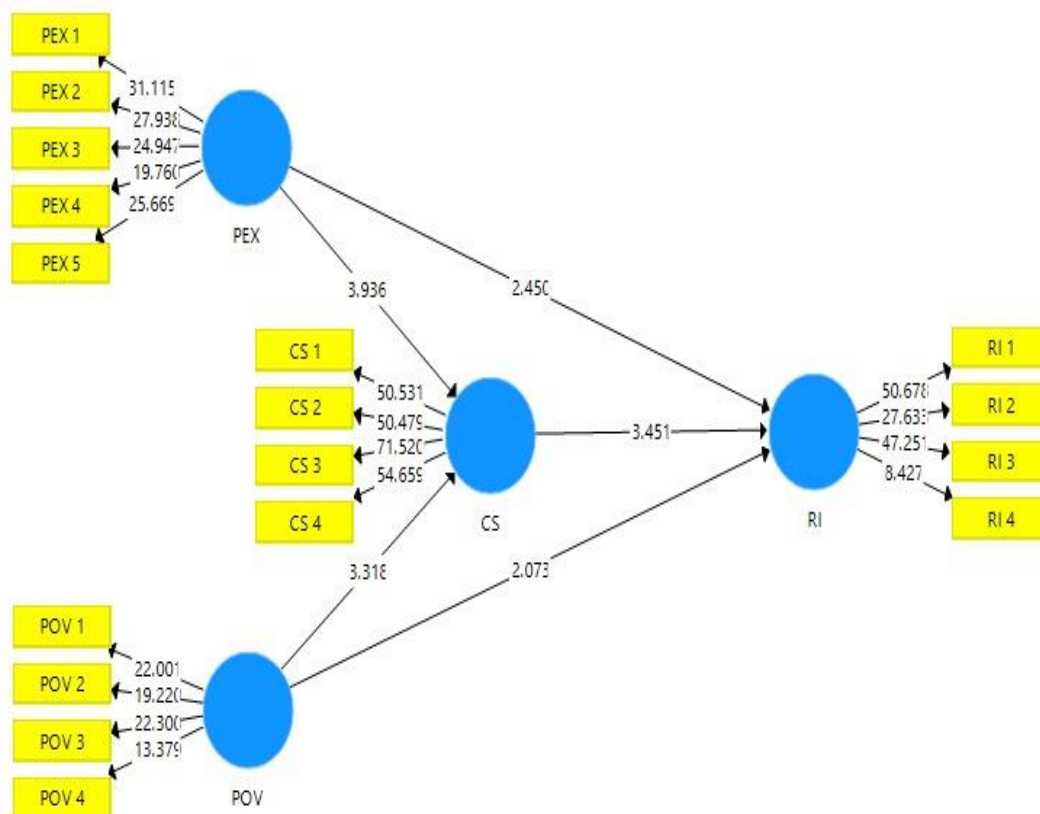 PEX 1
PEX 2
PEX 3
PEX 4
PEX 5
31.115
27.938
24.947
19.760
25.669
PEX
3.936
2.450
CS 1
CS 2
CS 3
CS 4
50.531
50.479
71.520
54.659
CS
3.451
RI 1
RI 2
RI 3
RI 4
50.678
27.633
47.251
8.427
RI
3.318
2.073
POV 1
POV 2
POV 3
POV 4
22.001
19.220
22.300
13.379
POV